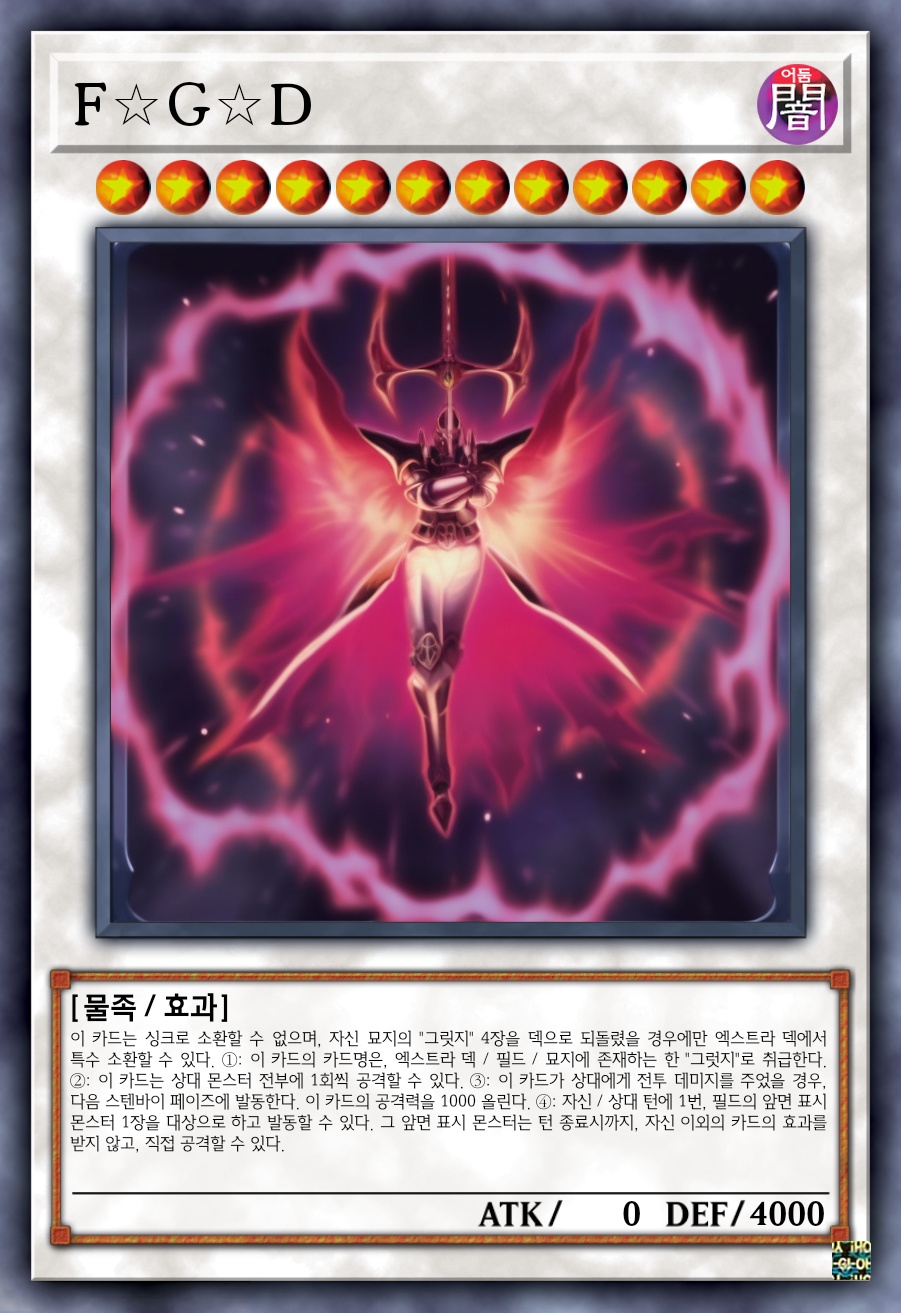 F☆G☆D
어둠
闇
[물족 / 효과]
이 카드는 싱크로 소환할 수 없으며, 자신 묘지의 "그릿지" 4장을 덱으로 되돌렸을 경우에만 엑스트라 덱에서
특수 소환할 수 있다. ①: 이 카드의 카드명은, 엑스트라 덱 / 필드 / 묘지에 존재하는 한 "그릿지"로 취급한다.
②: 이 카드는 상대 몬스터 전부에 1회씩 공격할 수 있다. ③: 이 카드가 상대에게 전투 데미지를 주었을 경우,
다음 스텐바이 페이즈에 발동한다. 이 카드의 공격력을 1000 올린다. ④: 자신 / 상대 턴에 1번, 필드의 앞면 표시
몬스터 1장을 대상으로 하고 발동할 수 있다. 그 앞면 표시 몬스터는 턴 종료시까지, 자신 이외의 카드의 효과를
받지 않고, 직접 공격할 수 있다.
ATK/ 0 DEF/4000